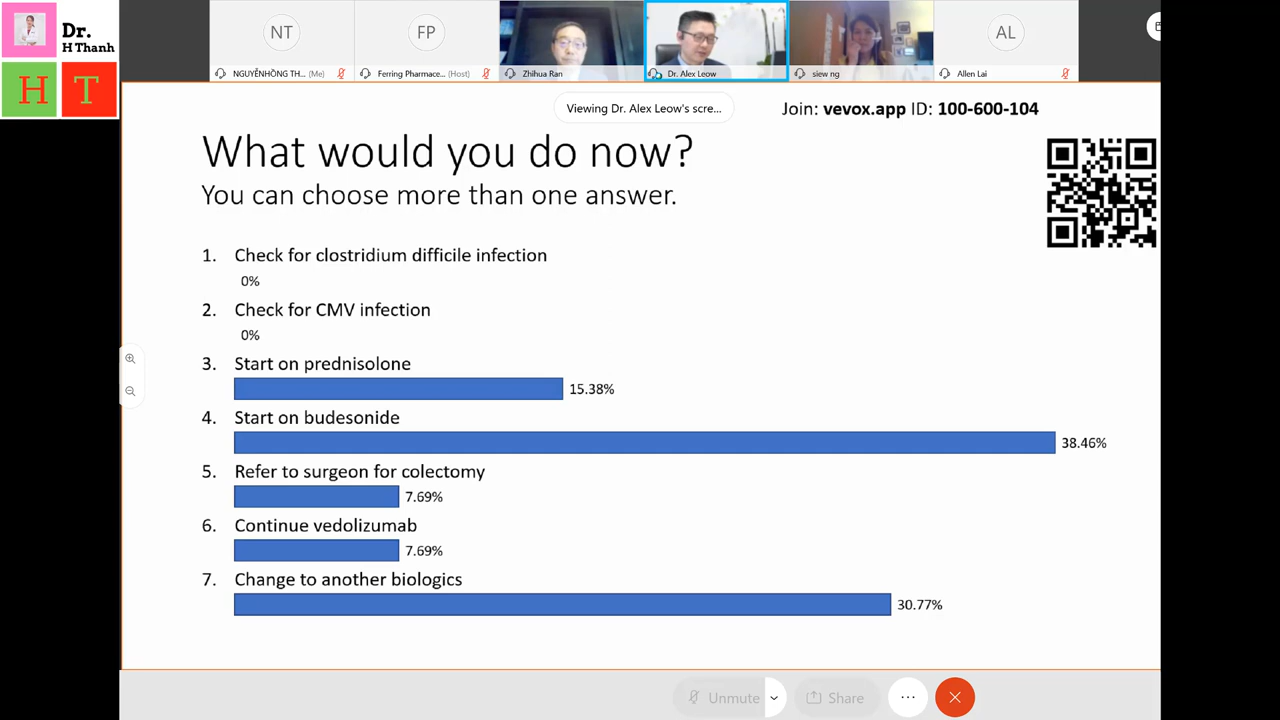 Dr.
H Thanh
H T
NT
FP
AL
NGUYỄNHỒNG TH... (Me)
Ferring Pharmace... (Host)
Zhihua Ran
Dr. Alex Leow
siew ng
Allen Lai
Viewing Dr. Alex Leow's scre...
Join: vevox.app ID: 100-600-104
What would you do now?
You can choose more than one answer.
1. Check for clostridium difficile infection
0%
2. Check for CMV infection
0%
3. Start on prednisolone
15.38%
4. Start on budesonide
38.46%
5. Refer to surgeon for colectomy
7.69%
6. Continue vedolizumab
7.69%
7. Change to another biologics
30.77%
Unmute
Share